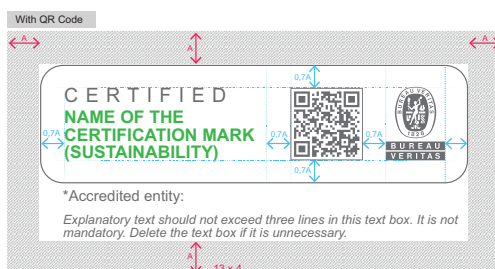 With QR Code
A
A
A
0,7A
CERTIFIED
NAME OF THE
CERTIFICATION MARK
(SUSTAINABILITY)
0,7A
0,7A
0,7A
BUREAU VERITAS
1828
BUREAU
VERITAS
0,7A
*Accredited entity:
Explanatory text should not exceed three lines in this text box. It is not
mandatory. Delete the text box if it is unnecessary.
A
13 x 4